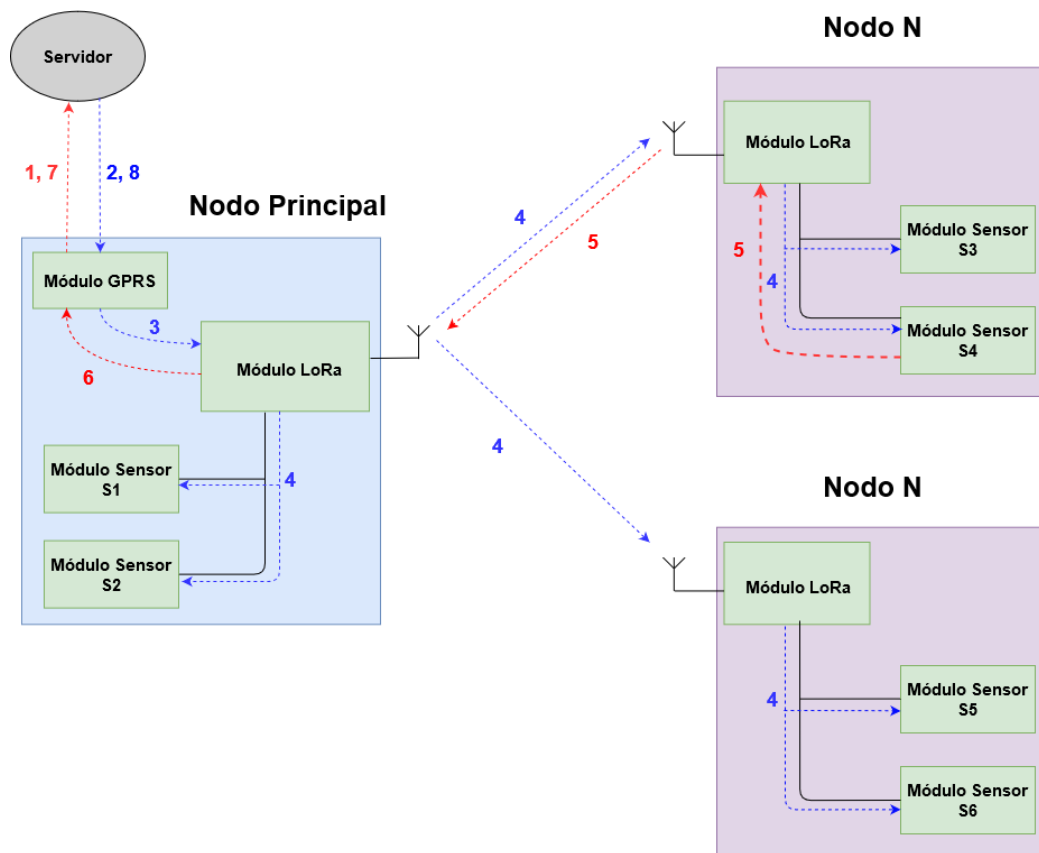 Servidor
1, 7
2, 8
Nodo Principal
Módulo GPRS
3
6
Módulo LoRa
Módulo Sensor
S1
4
Módulo Sensor
S2
4
5
4
Nodo N
Módulo LoRa
5
4
Módulo Sensor
S3
Módulo Sensor
S4
Nodo N
Módulo LoRa
4
Módulo Sensor
S5
Módulo Sensor
S6